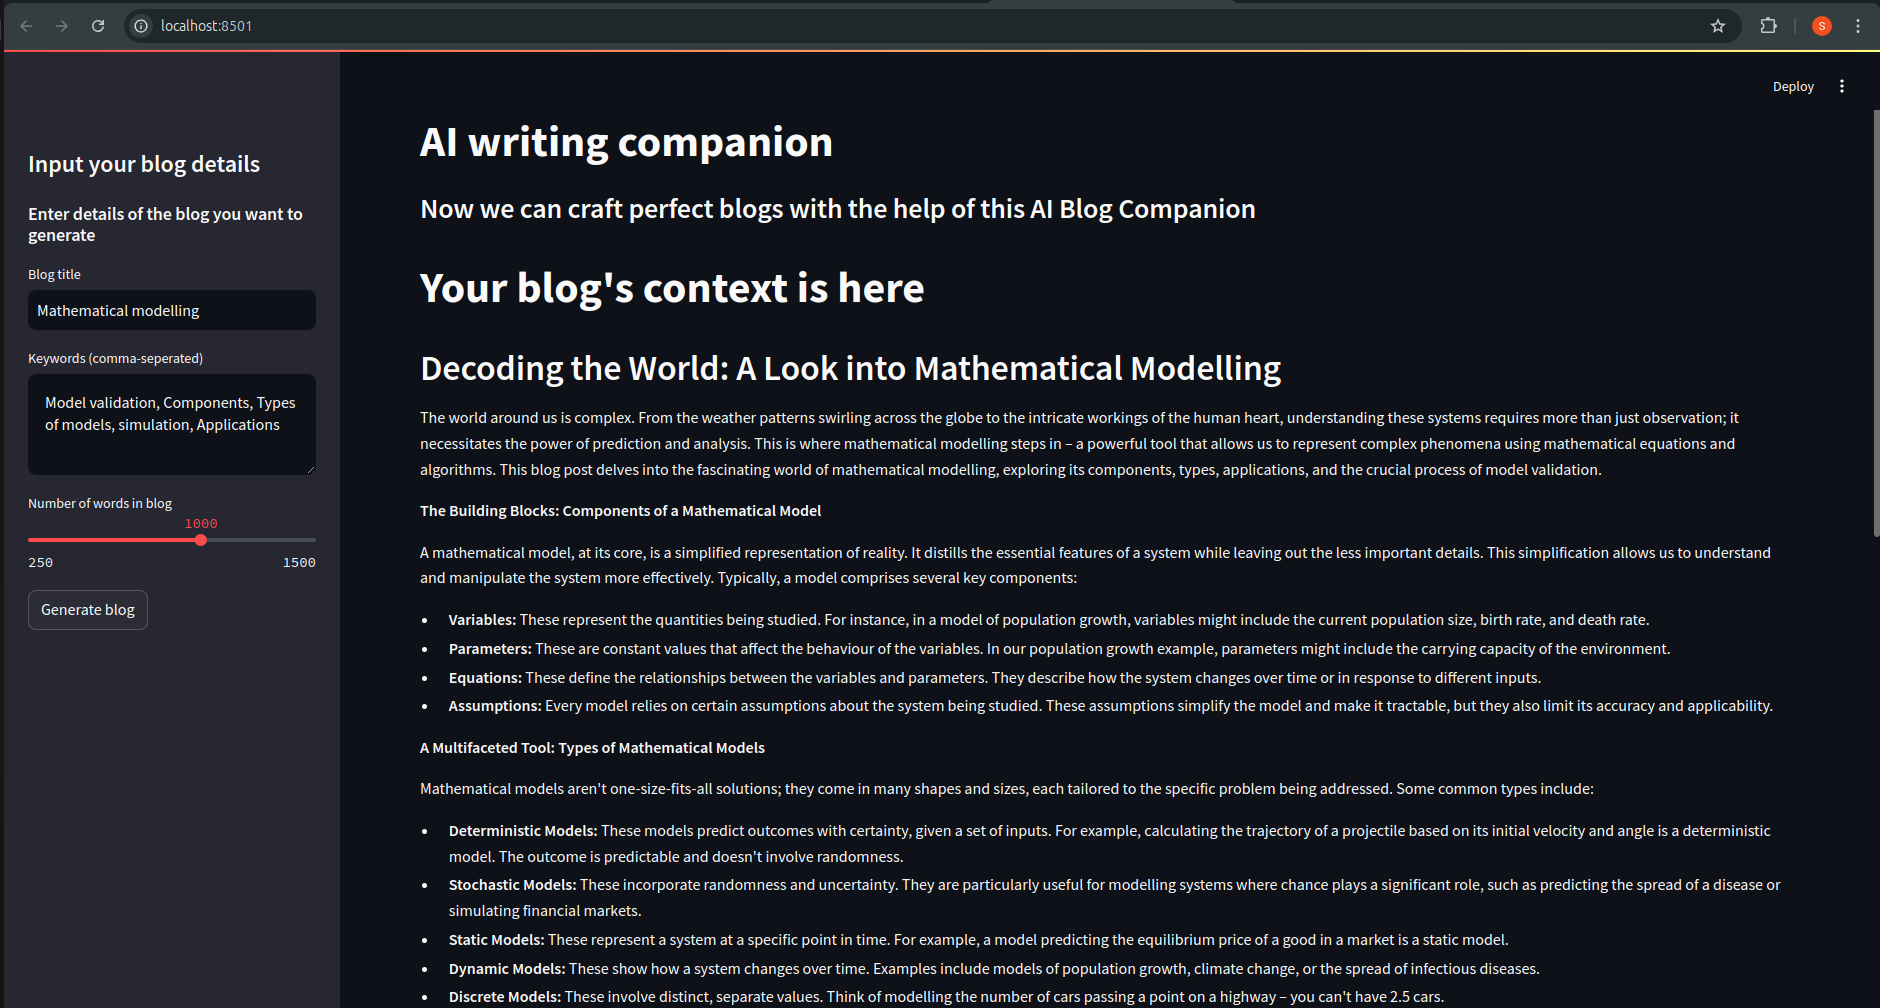 localhost:8501
S
Deploy
Input your blog details
Enter details of the blog you want to
generate
Blog title
Mathematical modelling
Keywords (comma-seperated)
Model validation, Components, Types
of models, simulation, Applications
Number of words in blog
1000
250 1500
Generate blog
AI writing companion
Now we can craft perfect blogs with the help of this AI Blog Companion
Your blog's context is here
Decoding the World: A Look into Mathematical Modelling
The world around us is complex. From the weather patterns swirling across the globe to the intricate workings of the human heart, understanding these systems requires more than just observation; it
necessitates the power of prediction and analysis. This is where mathematical modelling steps in – a powerful tool that allows us to represent complex phenomena using mathematical equations and
algorithms. This blog post delves into the fascinating world of mathematical modelling, exploring its components, types, applications, and the crucial process of model validation.
The Building Blocks: Components of a Mathematical Model
A mathematical model, at its core, is a simplified representation of reality. It distills the essential features of a system while leaving out the less important details. This simplification allows us to understand
and manipulate the system more effectively. Typically, a model comprises several key components:
• Variables: These represent the quantities being studied. For instance, in a model of population growth, variables might include the current population size, birth rate, and death rate.
• Parameters: These are constant values that affect the behaviour of the variables. In our population growth example, parameters might include the carrying capacity of the environment.
• Equations: These define the relationships between the variables and parameters. They describe how the system changes over time or in response to different inputs.
• Assumptions: Every model relies on certain assumptions about the system being studied. These assumptions simplify the model and make it tractable, but they also limit its accuracy and applicability.
A Multifaceted Tool: Types of Mathematical Models
Mathematical models aren't one-size-fits-all solutions; they come in many shapes and sizes, each tailored to the specific problem being addressed. Some common types include:
• Deterministic Models: These models predict outcomes with certainty, given a set of inputs. For example, calculating the trajectory of a projectile based on its initial velocity and angle is a deterministic
model. The outcome is predictable and doesn't involve randomness.
• Stochastic Models: These incorporate randomness and uncertainty. They are particularly useful for modelling systems where chance plays a significant role, such as predicting the spread of a disease or
simulating financial markets.
• Static Models: These represent a system at a specific point in time. For example, a model predicting the equilibrium price of a good in a market is a static model.
• Dynamic Models: These show how a system changes over time. Examples include models of population growth, climate change, or the spread of infectious diseases.
• Discrete Models: These involve distinct, separate values. Think of modelling the number of cars passing a point on a highway – you can't have 2.5 cars.